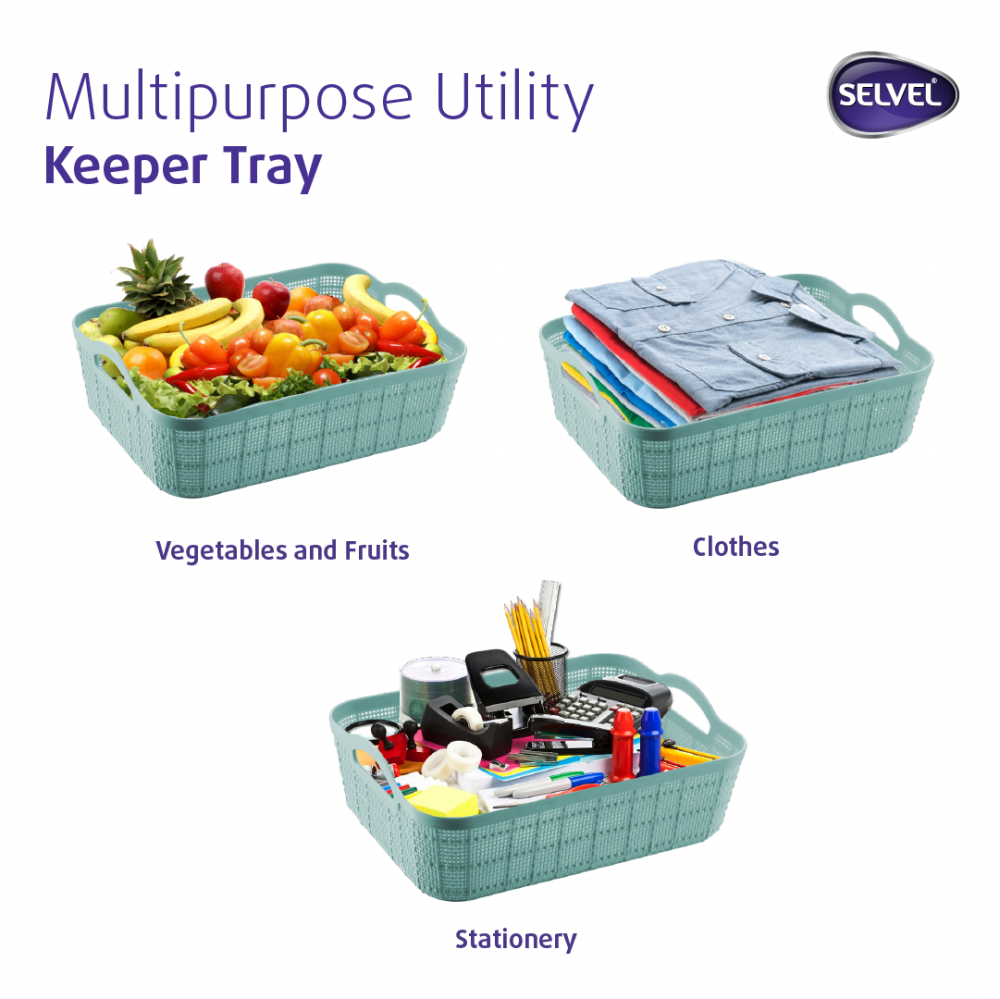 Multipurpose Utility
Keeper Tray
SELVEL®
Vegetables and Fruits
Clothes
Stationery